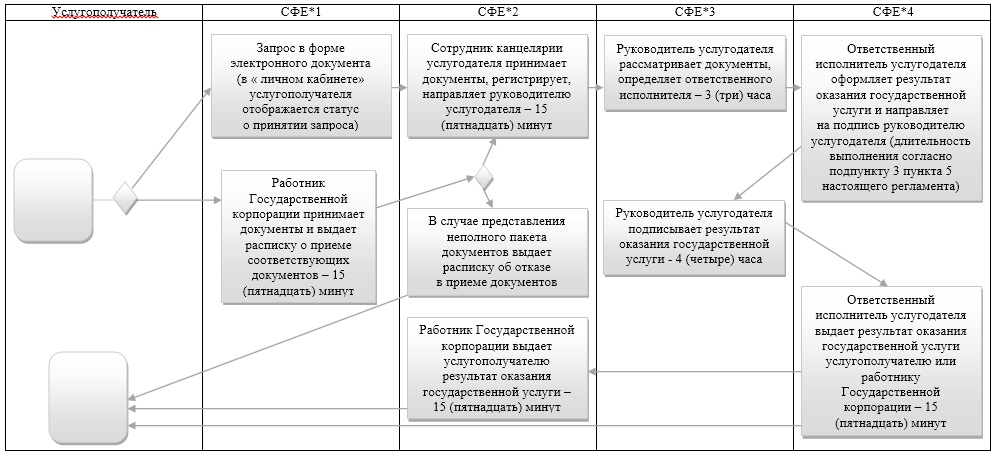 Услугополучатель
СФЕ*1
СФЕ*2
СФЕ*3
СФЕ*4
Запрос в форме
электронного документа
(в « личном кабинете»
услугополучателя
отображается статус
о принятии запроса)
Сотрудник канцелярии
услугодателя принимает
документы, регистрирует,
направляет руководителю
услугодателя – 15
(пятнадцать) минут
Руководитель услугодателя
рассматривает документы,
определяет ответственного
исполнителя – 3 (три) часа
Ответственный
исполнитель услугодателя
оформляет результат
оказания государственной
услуги и направляет
на подпись руководителю
услугодателя (длительность
выполнения согласно
подпункту 3 пункта 5
настоящего регламента)
Работник
Государственной
корпорации принимает
документы и выдает
расписку о приеме
соответствующих
документов – 15
(пятнадцать) минут
В случае представления
неполного пакета
документов выдает
расписку об отказе
в приеме документов
Руководитель услугодателя
подписывает результат
оказания государственной
услуги - 4 (четыре) часа
Работник Государственной
корпорации выдает
услугополучателю
результат оказания
государственной услуги –
15 (пятнадцать) минут
Ответственный
исполнитель услугодателя
выдает результат оказания
государственной услуги
услугополучателю или
работнику
Государственной
корпорации – 15
(пятнадцать) минут